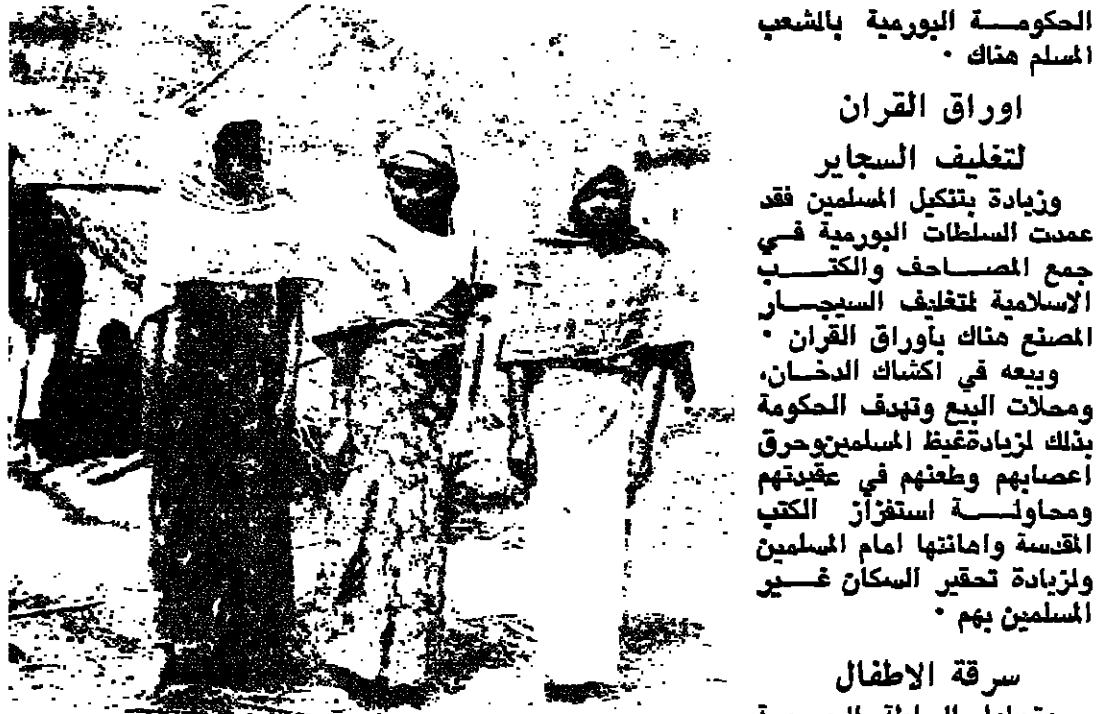 الحكومة البورمية بالشعب
المسلم هناك ٠
اوراق القران
لتغليف السجاير
وزيادة بتنكيل المسلمين فقد
عمدت السلطات البورمية في
جمع المصاحف والكتب
الاسلامية لتغليف السيجار
المصنع هناك بأوراق القران ٠
وبيعه في اكشاك الدخان،
ومحلات البيع وتهدف الحكومة
بذلك لزيادة غيظ المسلمين وحرق
اعصابهم وطعنهم في عقيدتهم
ومحاولة استفزاز الكتب
المقدسة واهانتها امام المسلمين
ولزيادة تحقير السكان غير
المسلمين بهم ٠
سرقة الاطفال